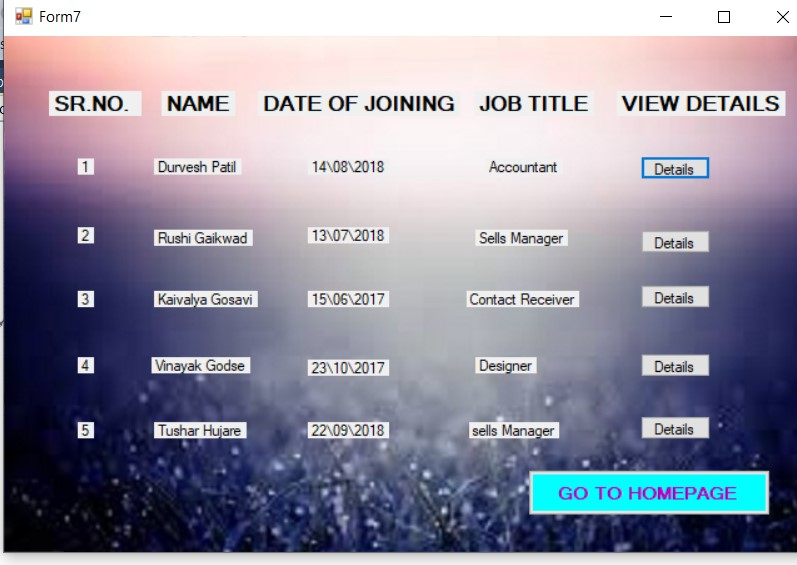 Form7
SR.NO. NAME DATE OF JOINING JOB TITLE VIEW DETAILS
1 Durvesh Patil 14\08\2018 Accountant Details
2 Rushi Gaikwad 13\07\2018 Sells Manager Details
3 Kaivalya Gosavi 15\06\2017 Contact Receiver Details
4 Vinayak Godse 23\10\2017 Designer Details
5 Tushar Hujare 22\09\2018 sells Manager Details
GO TO HOMEPAGE